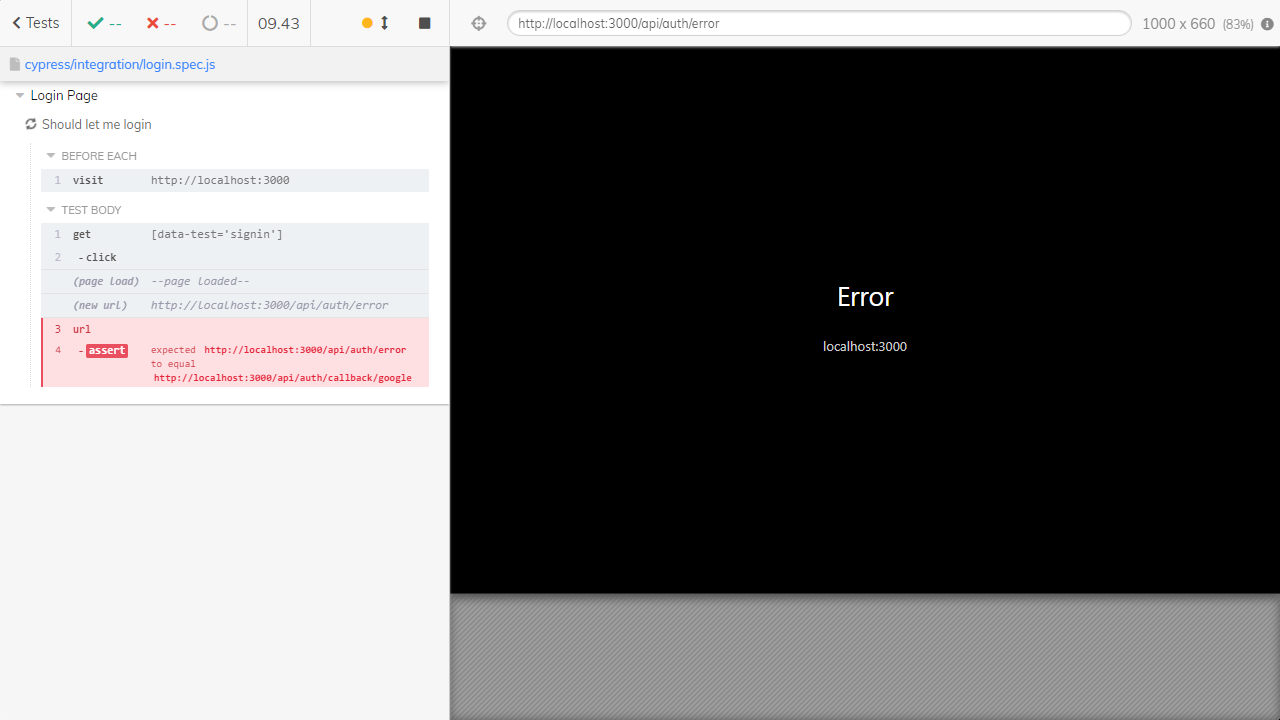 Tests -- -- -- 09.43
http://localhost:3000/api/auth/error 1000 x 660 (83%)
cypress/integration/login.spec.js
Login Page
Should let me login
BEFORE EACH
1 visit http://localhost:3000
TEST BODY
1 get [data-test='signin']
2 -click
(page load) --page loaded--
(new url) http://localhost:3000/api/auth/error
3 url
4 -assert expected http://localhost:3000/api/auth/error
to equal
http://localhost:3000/api/auth/callback/google
Error
localhost:3000